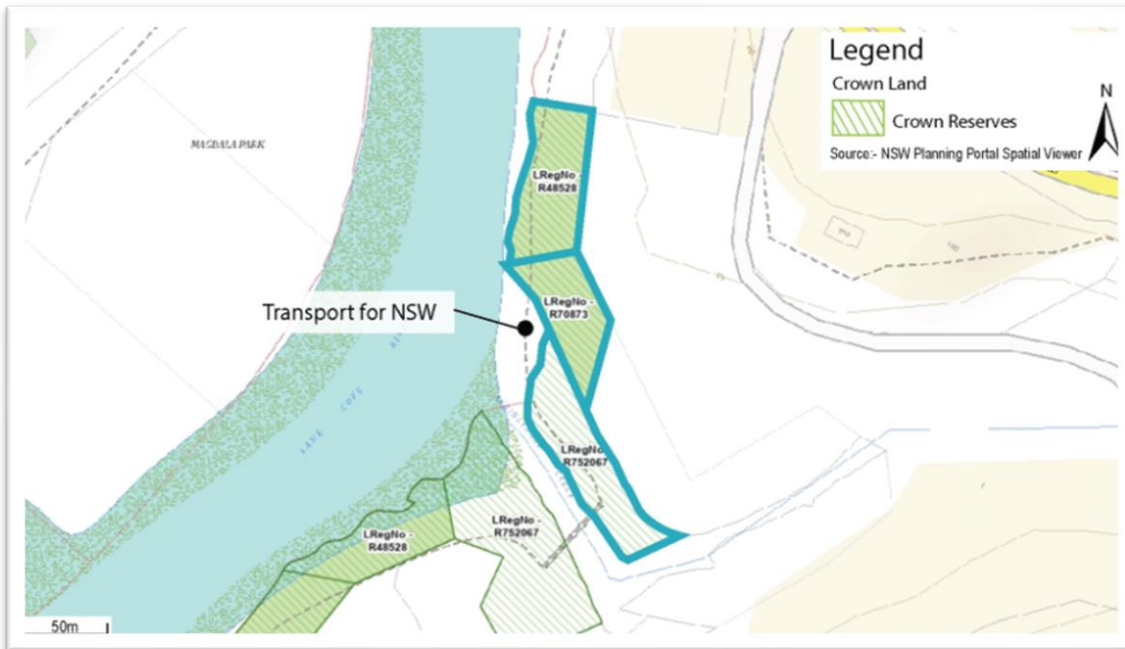 Legend
Crown Land
N
Crown Reserves
Source:- NSW Planning Portal Spatial Viewer
MAGDALA PARK
LRegNo -
R48528
LRegNo -
R70873
Transport for NSW
LRegNo
R752067
LRegNo -
R752067
LRegNo -
R48528
LANE COVE
50m